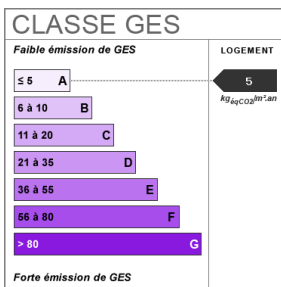 CLASSE GES
Faible émission de GES
LOGEMENT
≤ 5 A
5
kgéqCO2/m².an
6 à 10 B
11 à 20 C
21 à 35 D
36 à 55 E
56 à 80 F
> 80 G
Forte émission de GES